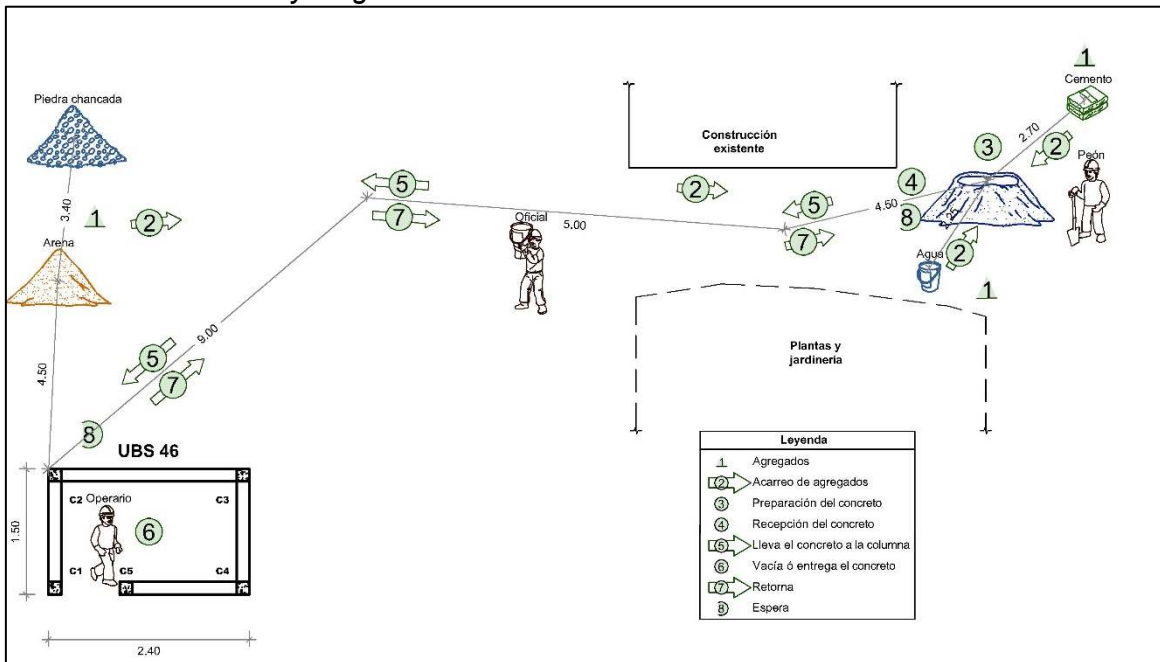 1
Cemento
Piedra chancada
Construcción
existente
3
2.70
2
Peón
3.40
1
2
5
7
2
4
5
4.50
8
.25
Arena
Oficial
5.00
7
Agua
2
1
9.00
4.50
5
7
Plantas y
jardinería
8
UBS 46
C2
Operario
C3
6
1.50
C1
C5
C4
2.40
Leyenda
1 Agregados
2 Acarreo de agregados
3 Preparación del concreto
4 Recepción del concreto
5 Lleva el concreto a la columna
6 Vacía ó entrega el concreto
7 Retorna
8 Espera